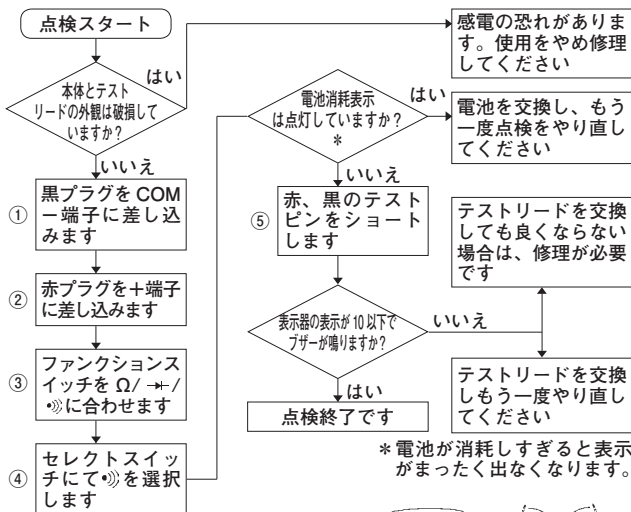 点検スタート
本体とテスト
リードの外観は破損して
いますか?
はい
いいえ
感電の恐れがありま
す。使用をやめ修理
してください
① 黒プラグを COM
−端子に差し込
みます
② 赤プラグを+端子
に差し込みます
③ ファンクションス
イッチを Ω/ →+/
•)))に合わせます
④ セレクトスイッ
チにて•)))を選択
します
電池消耗表示
は点灯していますか?
*
はい
いいえ
電池を交換し、もう
一度点検をやり直し
てください
⑤ 赤、黒のテスト
ピンをショート
します
表示器の表示が 10 以下で
ブザーが鳴りますか?
いいえ
はい
点検終了です
テストリードを交換
しても良くならない
場合は、修理が必要
です
テストリードを交換
しもう一度やり直し
てください
*電池が消耗しすぎると表示
がまったく出なくなります。